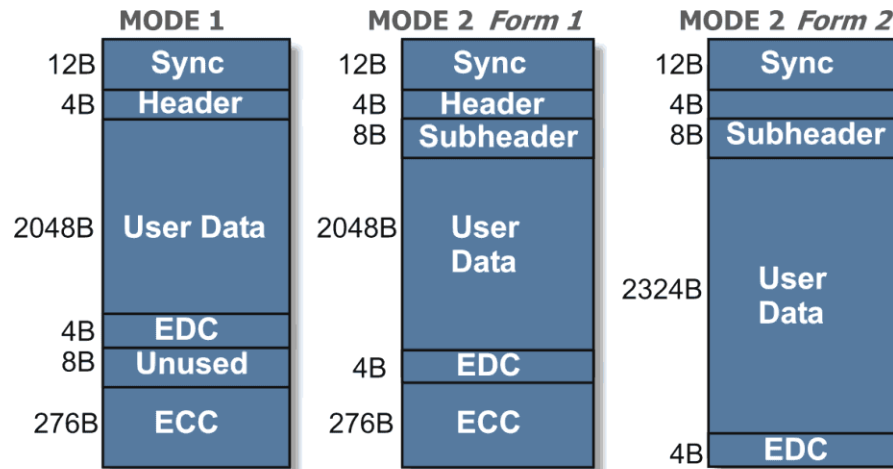 MODE 1
12B Sync
4B Header
2048B User Data
4B EDC
8B Unused
276B ECC
MODE 2 Form 1
12B Sync
4B Header
8B Subheader
2048B User
Data
4B EDC
276B ECC
MODE 2 Form 2
12B Sync
4B
8B Subheader
2324B User
Data
4B EDC